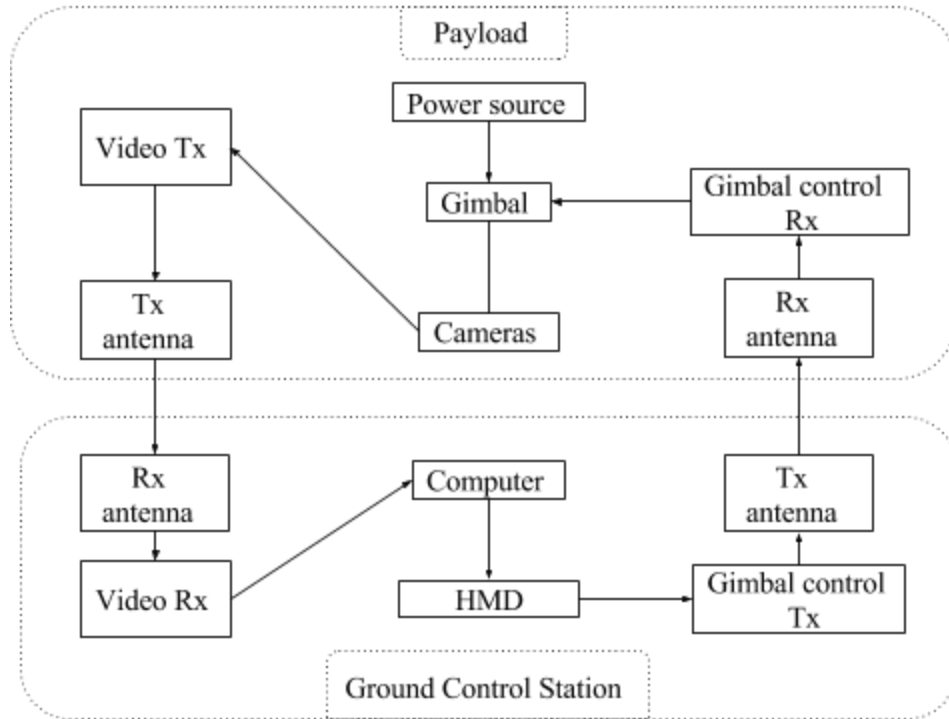 Payload
Power source
Video Tx
Gimbal
Gimbal control
Rx
Tx
antenna
Cameras
Rx
antenna
Rx
antenna
Computer
Tx
antenna
Video Rx
HMD
Gimbal control
Tx
Ground Control Station